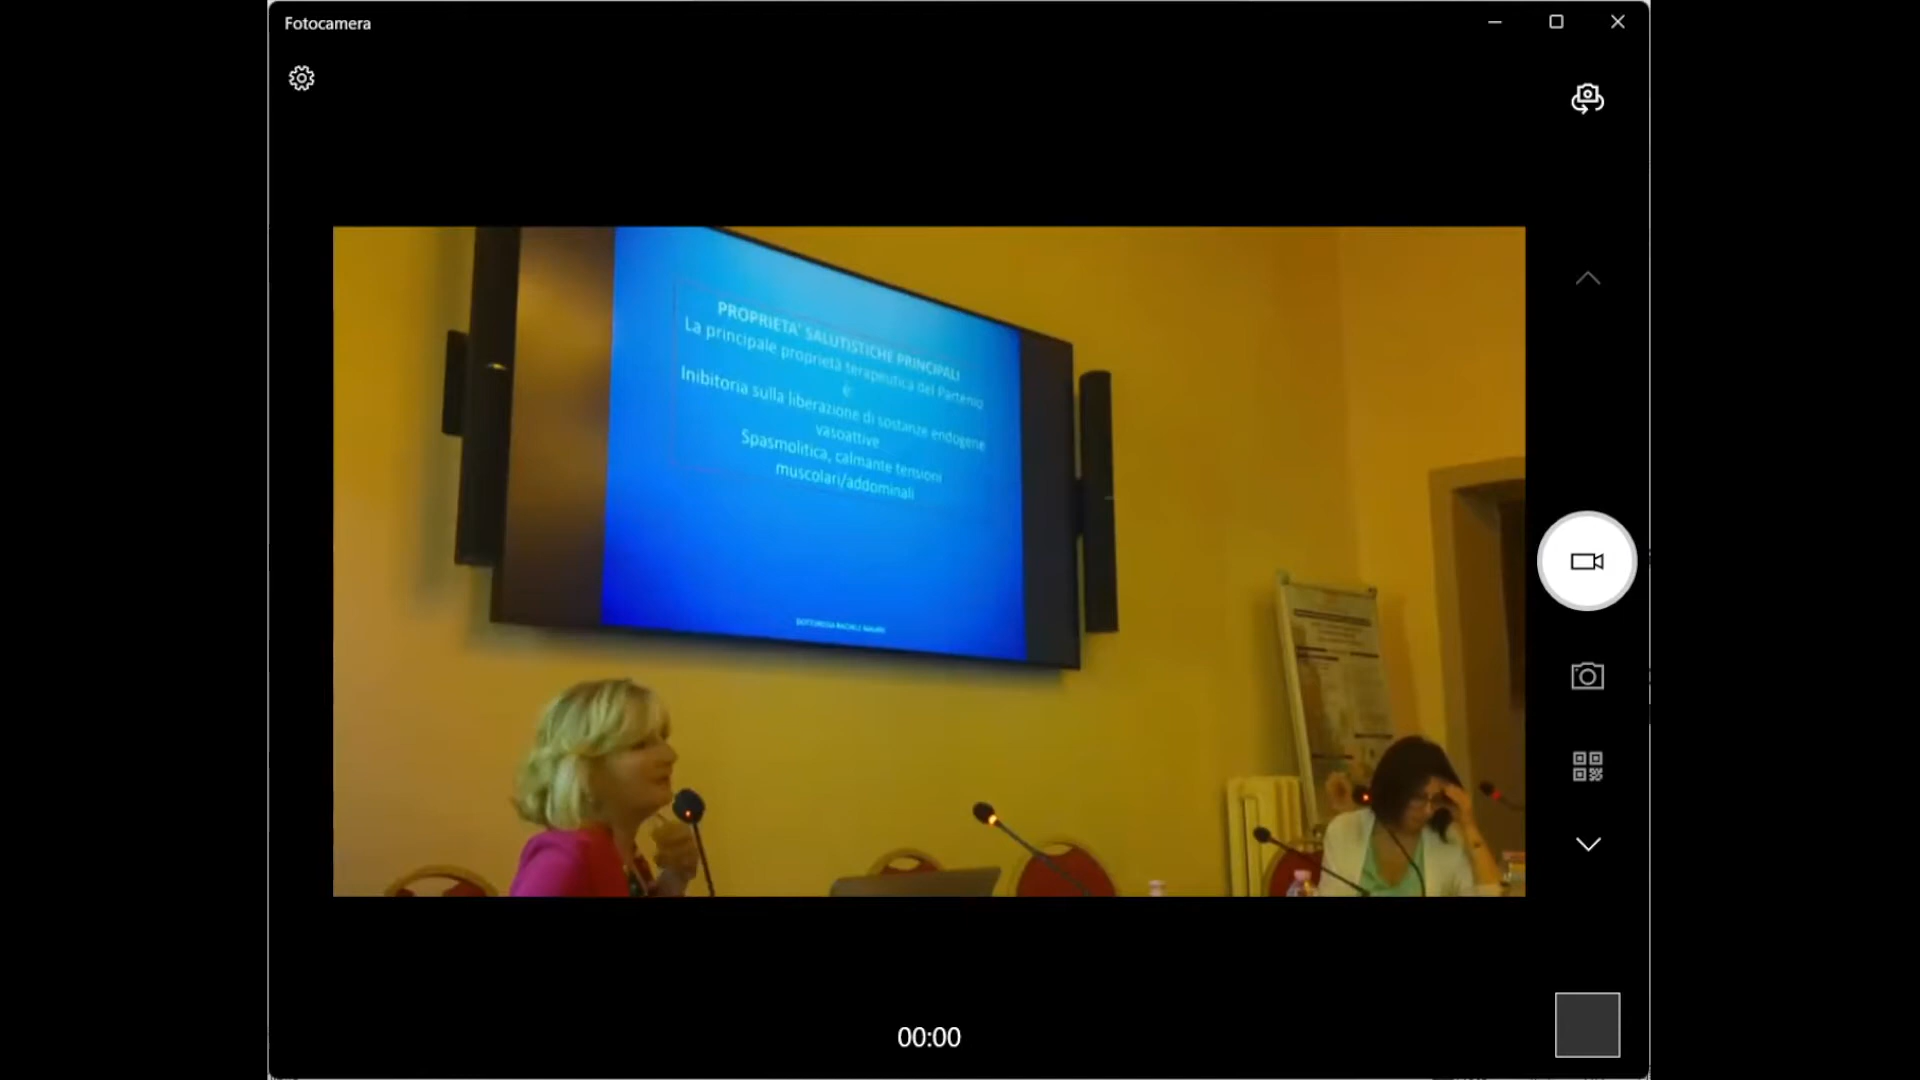 Fotocamera
PROPRIETA' SALUTISTICHE PRINCIPALI
La principale proprietà terapeutica del Partenio
è
Inibitoria sulla liberazione di sostanze endogene
vasoattive
Spasmolitica, calmante tensioni
muscolari/addominali
DOTTORESSA
00:00